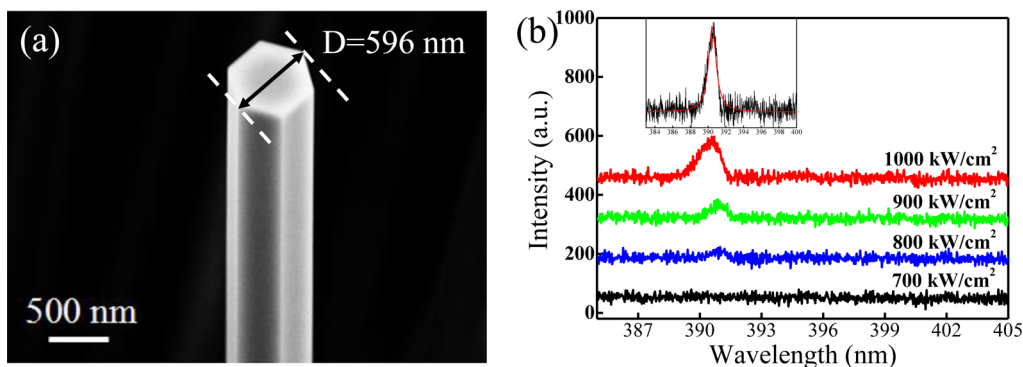 (a)
D=596 nm
500 nm
(b)
Intensity (a.u.)
1000
800
600
400
200
0
384 386 388 390 392 394 396 398 400
1000 kW/cm²
900 kW/cm²
800 kW/cm²
700 kW/cm²
387 390 393 396 399 402 405
Wavelength (nm)